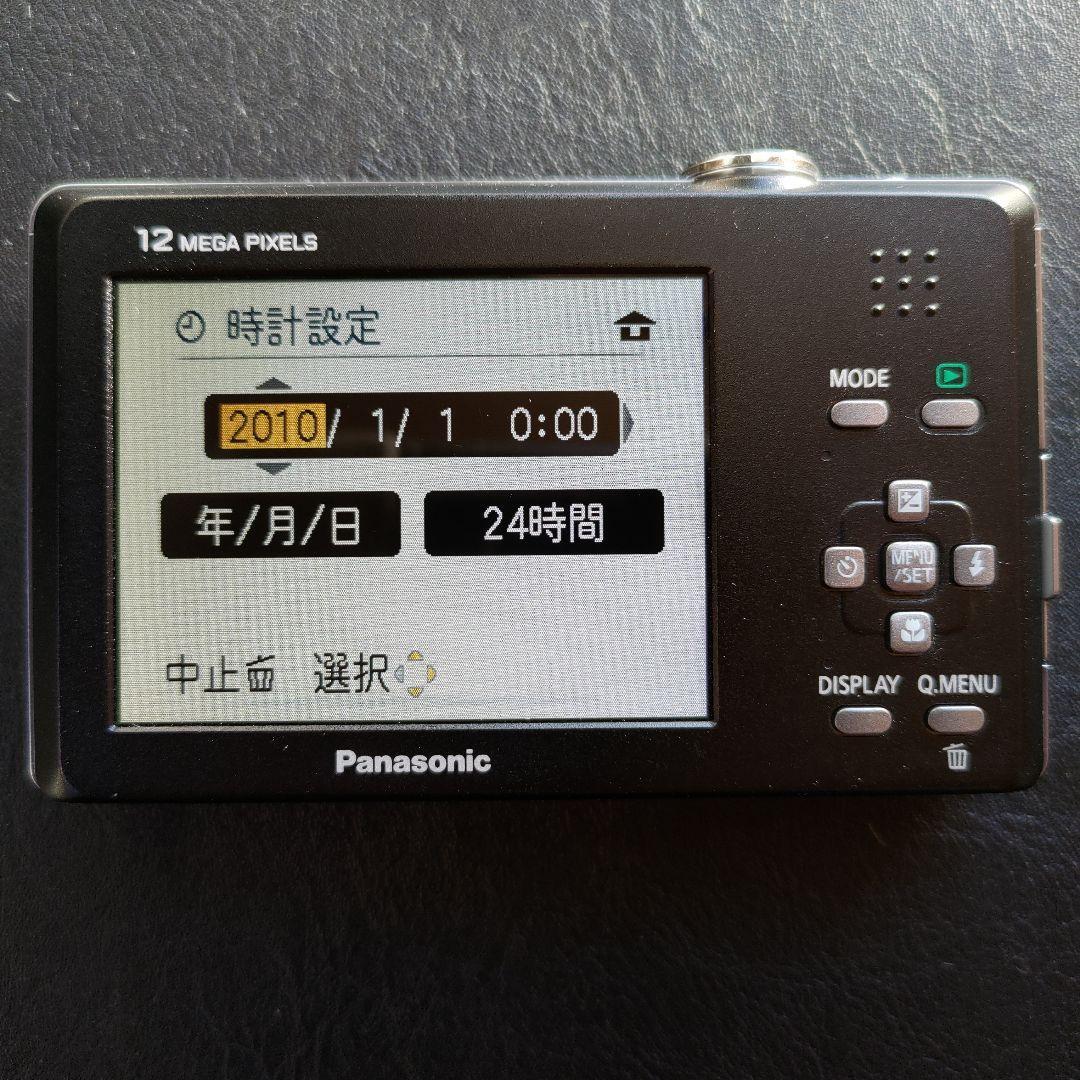 12 MEGA PIXELS
時計設定
2010/ 1/ 1 0:00
年/月/日 24時間
中止 選択
Panasonic
MODE
MENU
/SET
DISPLAY Q.MENU